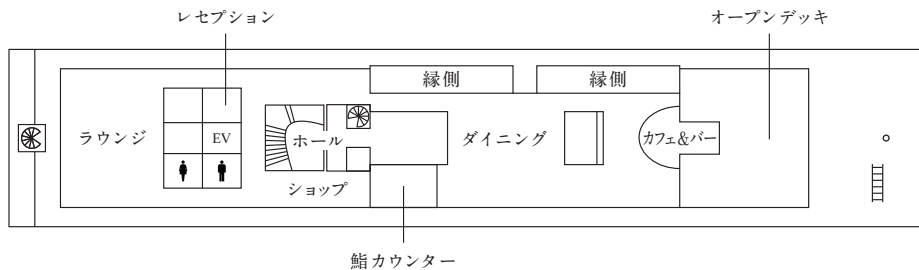 レセプション
オープンデッキ
縁側
縁側
ラウンジ
EV
ホール
ダイニング
カフェ&バー
ショップ
鮨カウンター